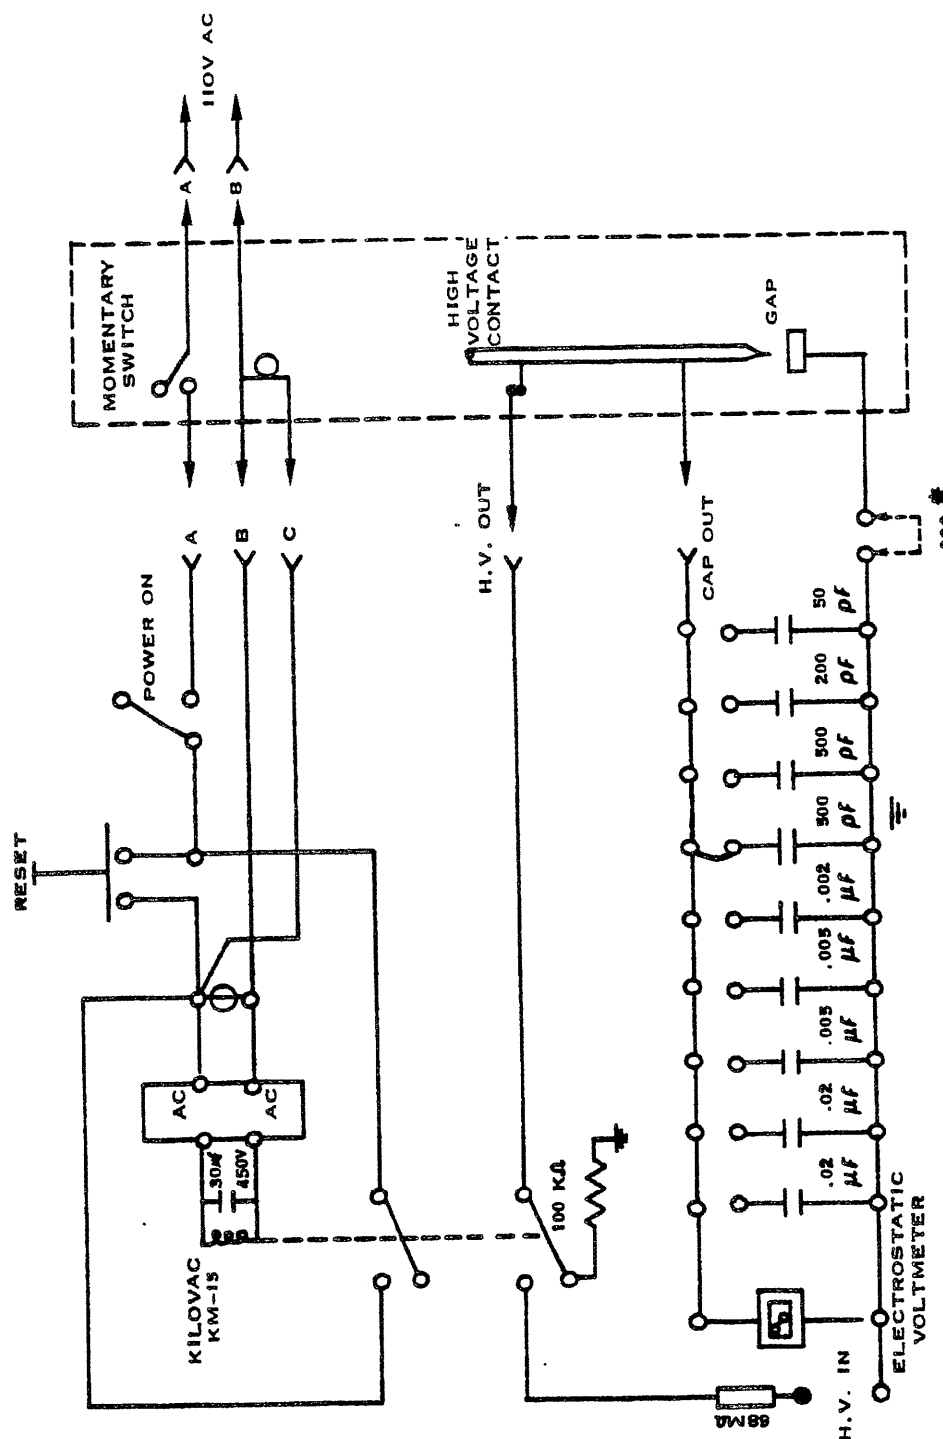 RESET
POWER ON
MOMENTARY
SWITCH
110V AC
KILOVAC
KM-15
30µf
450V
AC
AC
A
B
C
A
B
H.V. OUT
HIGH
VOLTAGE
CONTACT
100 KΩ
CAP OUT
GAP
68MΩ
.02 µF
.02 µF
.005 µF
.005 µF
.002 µF
500 pF
500 pF
200 pF
50 pF
H.V. IN
ELECTROSTATIC
VOLTMETER